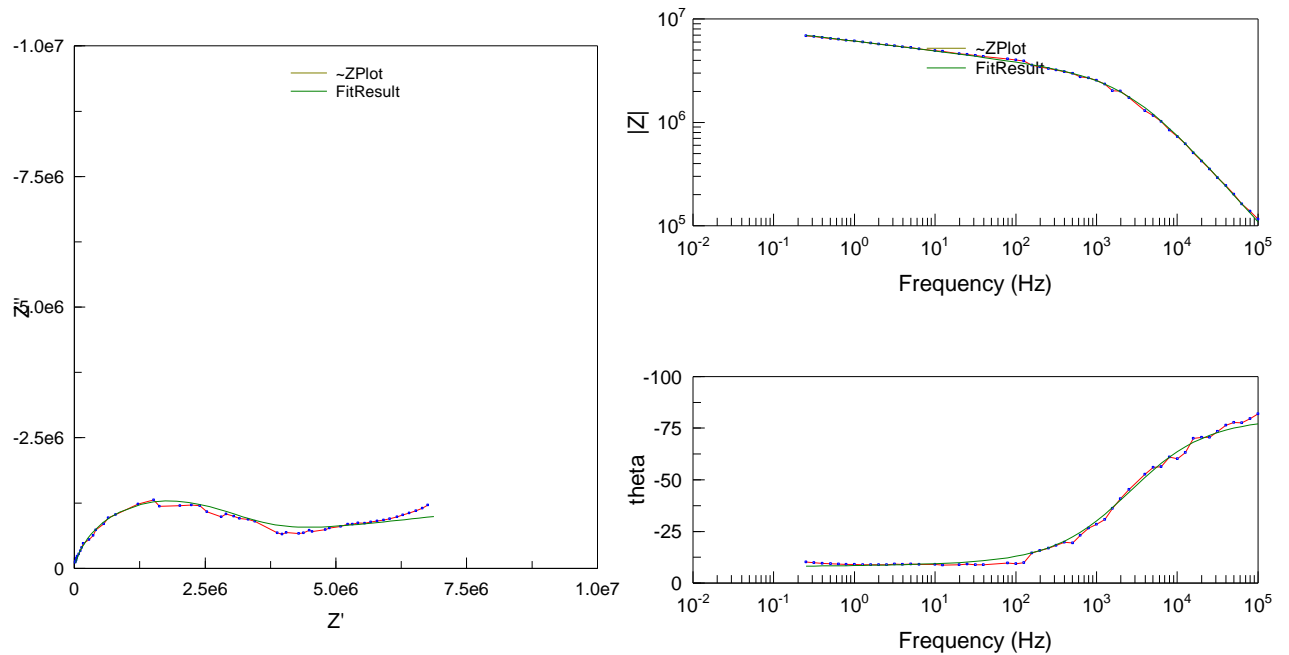 -1.0e7
~ZPlot
FitResult
-7.5e6
-5.0e6
Z''
-2.5e6
0
0
2.5e6
5.0e6
7.5e6
1.0e7
Z'
10^7
~ZPlot
FitResult
|Z|
10^6
10^5
10^-2
10^-1
10^0
10^1
10^2
10^3
10^4
10^5
Frequency (Hz)
-100
-75
theta
-50
-25
0
10^-2
10^-1
10^0
10^1
10^2
10^3
10^4
10^5
Frequency (Hz)